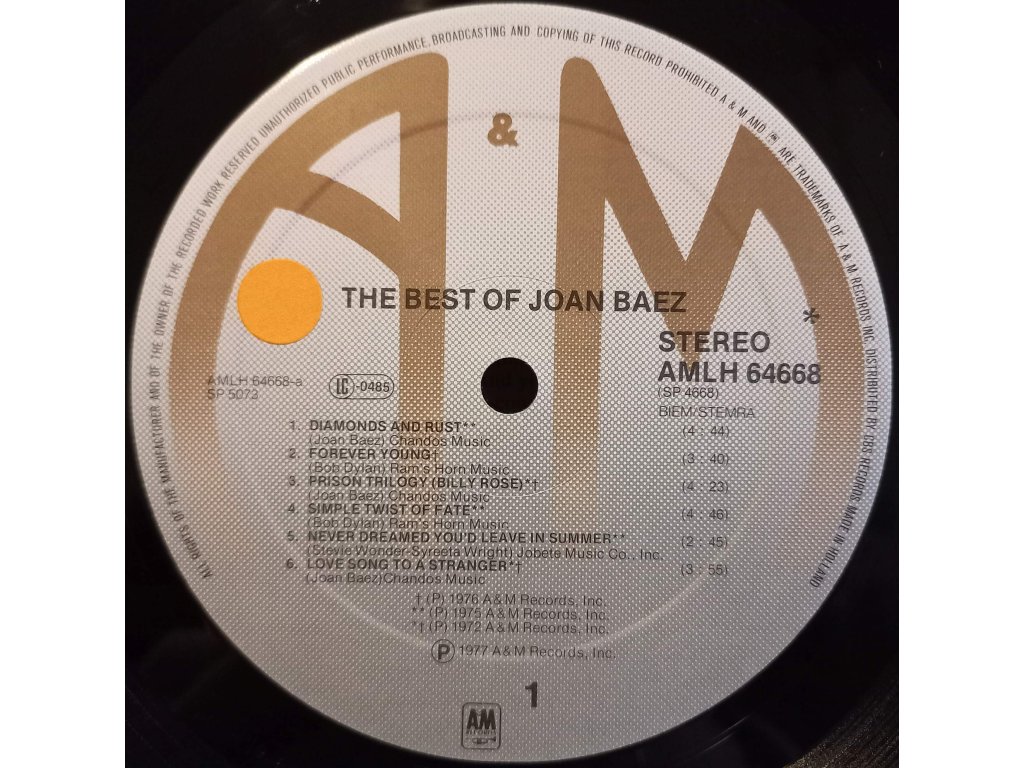 ALL RIGHTS OF THE MANUFACTURER AND OF THE OWNER OF THE RECORDED WORK RESERVED UNAUTHORIZED PUBLIC PERFORMANCE, BROADCASTING AND COPYING OF THIS RECORD PROHIBITED A & M AND ARE TRADEMARKS OF A & M RECORDS INC. DISTRIBUTED BY CBS RECORDS MADE IN HOLLAND
A & M
THE BEST OF JOAN BAEZ
*
STEREO
AMLH 64668
(SP 4668)
BIEM/STEMRA
AMLH 64668-a
SP 5073
LC-0485
1. DIAMONDS AND RUST** (4 : 44)
(Joan Baez) Chandos Music
2. FOREVER YOUNG† (3 : 40)
(Bob Dylan) Ram's Horn Music
3. PRISON TRILOGY (BILLY ROSE)*† (4 : 23)
(Joan Baez) Chandos Music
4. SIMPLE TWIST OF FATE** (4 : 46)
(Bob Dylan) Ram's Horn Music
5. NEVER DREAMED YOU'D LEAVE IN SUMMER** (2 : 45)
(Stevie Wonder-Syreeta Wright) Jobete Music Co., Inc.
6. LOVE SONG TO A STRANGER*† (3 : 55)
(Joan Baez)Chandos Music
† (P) 1976 A&M Records, Inc.
** (P) 1975 A&M Records, Inc.
*† (P) 1972 A&M Records, Inc.
Ⓟ 1977 A&M Records, Inc.
1
AM
RECORDS